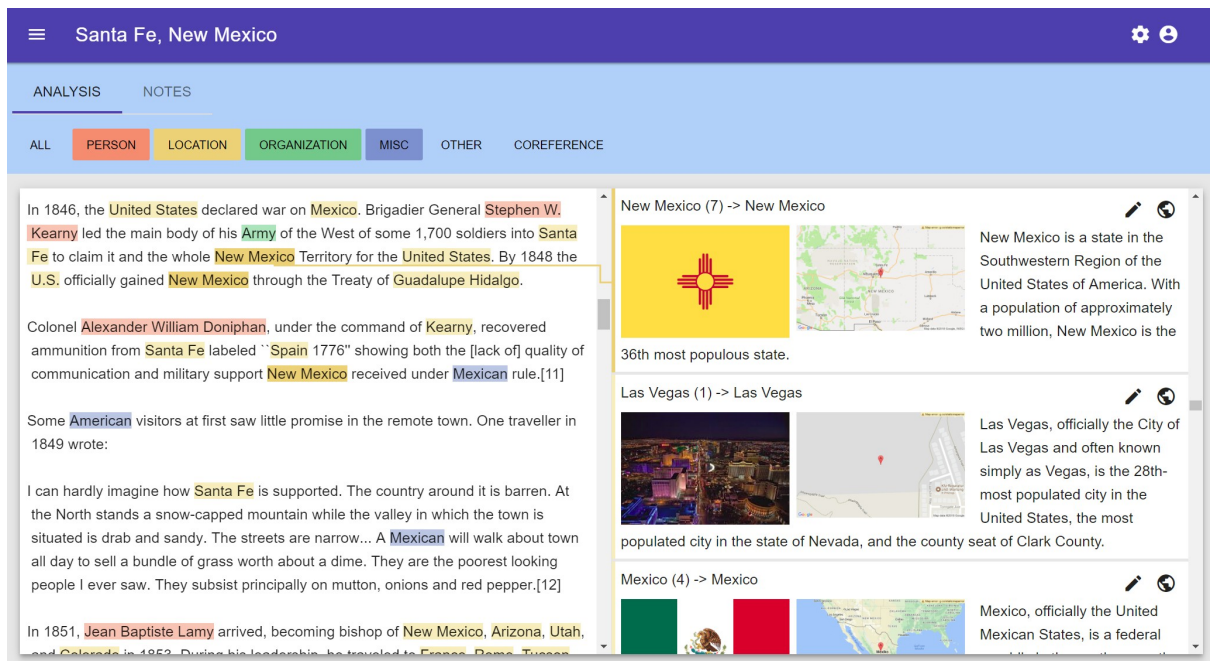 Santa Fe, New Mexico
ANALYSIS NOTES
ALL PERSON LOCATION ORGANIZATION MISC OTHER COREFERENCE
In 1846, the United States declared war on Mexico. Brigadier General Stephen W.
Kearny led the main body of his Army of the West of some 1,700 soldiers into Santa
Fe to claim it and the whole New Mexico Territory for the United States. By 1848 the
U.S. officially gained New Mexico through the Treaty of Guadalupe Hidalgo.
Colonel Alexander William Doniphan, under the command of Kearny, recovered
ammunition from Santa Fe labeled ``Spain 1776" showing both the [lack of] quality of
communication and military support New Mexico received under Mexican rule.[11]
Some American visitors at first saw little promise in the remote town. One traveller in
1849 wrote:
I can hardly imagine how Santa Fe is supported. The country around it is barren. At
the North stands a snow-capped mountain while the valley in which the town is
situated is drab and sandy. The streets are narrow... A Mexican will walk about town
all day to sell a bundle of grass worth about a dime. They are the poorest looking
people I ever saw. They subsist principally on mutton, onions and red pepper.[12]
In 1851, Jean Baptiste Lamy arrived, becoming bishop of New Mexico, Arizona, Utah,
and Colorado in 1853. During his leadership, he traveled to France, Rome, Tucson,
New Mexico (7) -> New Mexico
New Mexico is a state in the
Southwestern Region of the
United States of America. With
a population of approximately
two million, New Mexico is the
36th most populous state.
Las Vegas (1) -> Las Vegas
Las Vegas, officially the City of
Las Vegas and often known
simply as Vegas, is the 28th-
most populated city in the
United States, the most
populated city in the state of Nevada, and the county seat of Clark County.
Mexico (4) -> Mexico
Mexico, officially the United
Mexican States, is a federal